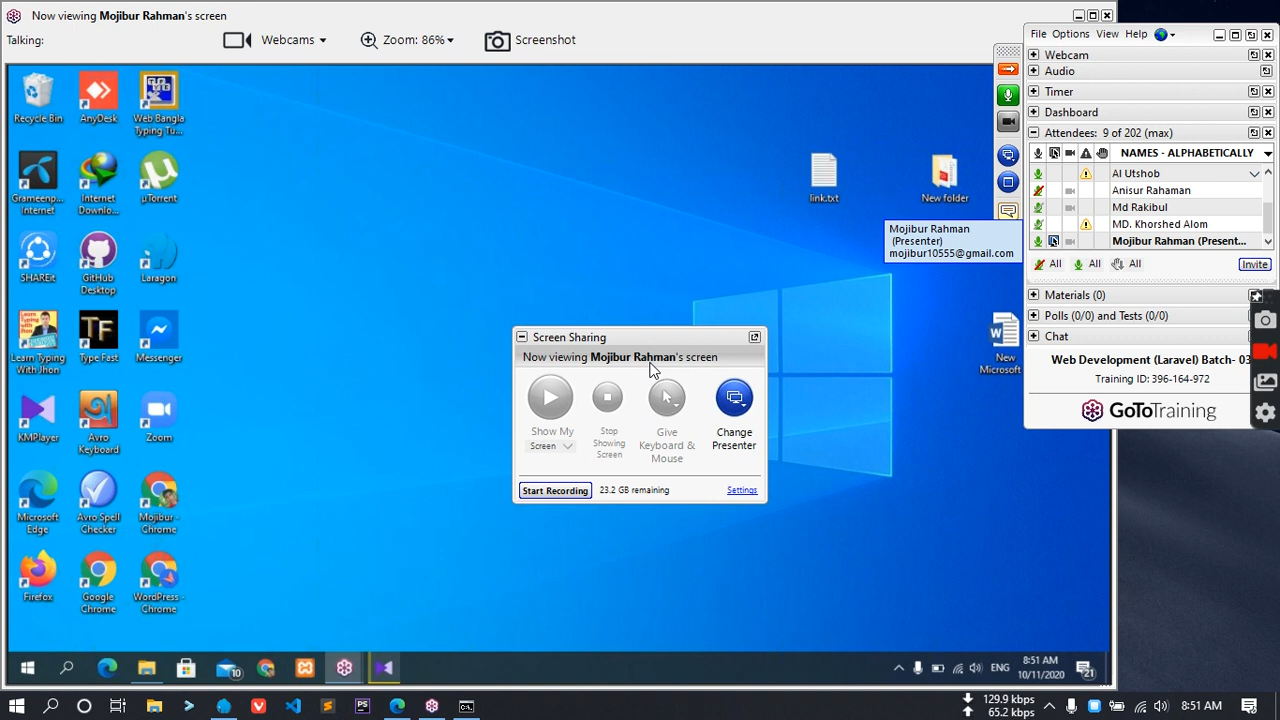 Now viewing Mojibur Rahman's screen
Talking:
Webcams
Zoom: 86%
Screenshot
Recycle Bin
AnyDesk
Web Bangla
Typing Tu...
Grameenp...
Internet
Internet
Downlo...
µTorrent
SHAREit
GitHub
Desktop
Laragon
Learn Typing
With Jhon
Type Fast
Messenger
KMPlayer
Avro
Keyboard
Zoom
Microsoft
Edge
Avro Spell
Checker
Mojibur -
Chrome
Firefox
Google
Chrome
WordPress -
Chrome
link.txt
New folder
Mojibur Rahman
(Presenter)
mojibur10555@gmail.com
New
Microsoft
Screen Sharing
Now viewing Mojibur Rahman's screen
Show My
Screen
Stop
Showing
Screen
Give
Keyboard &
Mouse
Change
Presenter
Start Recording
23.2 GB remaining
Settings
File Options View Help
Webcam
Audio
Timer
Dashboard
Attendees: 9 of 202 (max)
NAMES - ALPHABETICALLY
Al Utshob
Anisur Rahaman
Md Rakibul
MD. Khorshed Alom
Mojibur Rahman (Present...
All
All
All
Invite
Materials (0)
Polls (0/0) and Tests (0/0)
Chat
Web Development (Laravel) Batch- 03
Training ID: 396-164-972
GoToTraining
10
ENG
8:51 AM
10/11/2020
21
129.9 kbps
65.2 kbps
8:51 AM